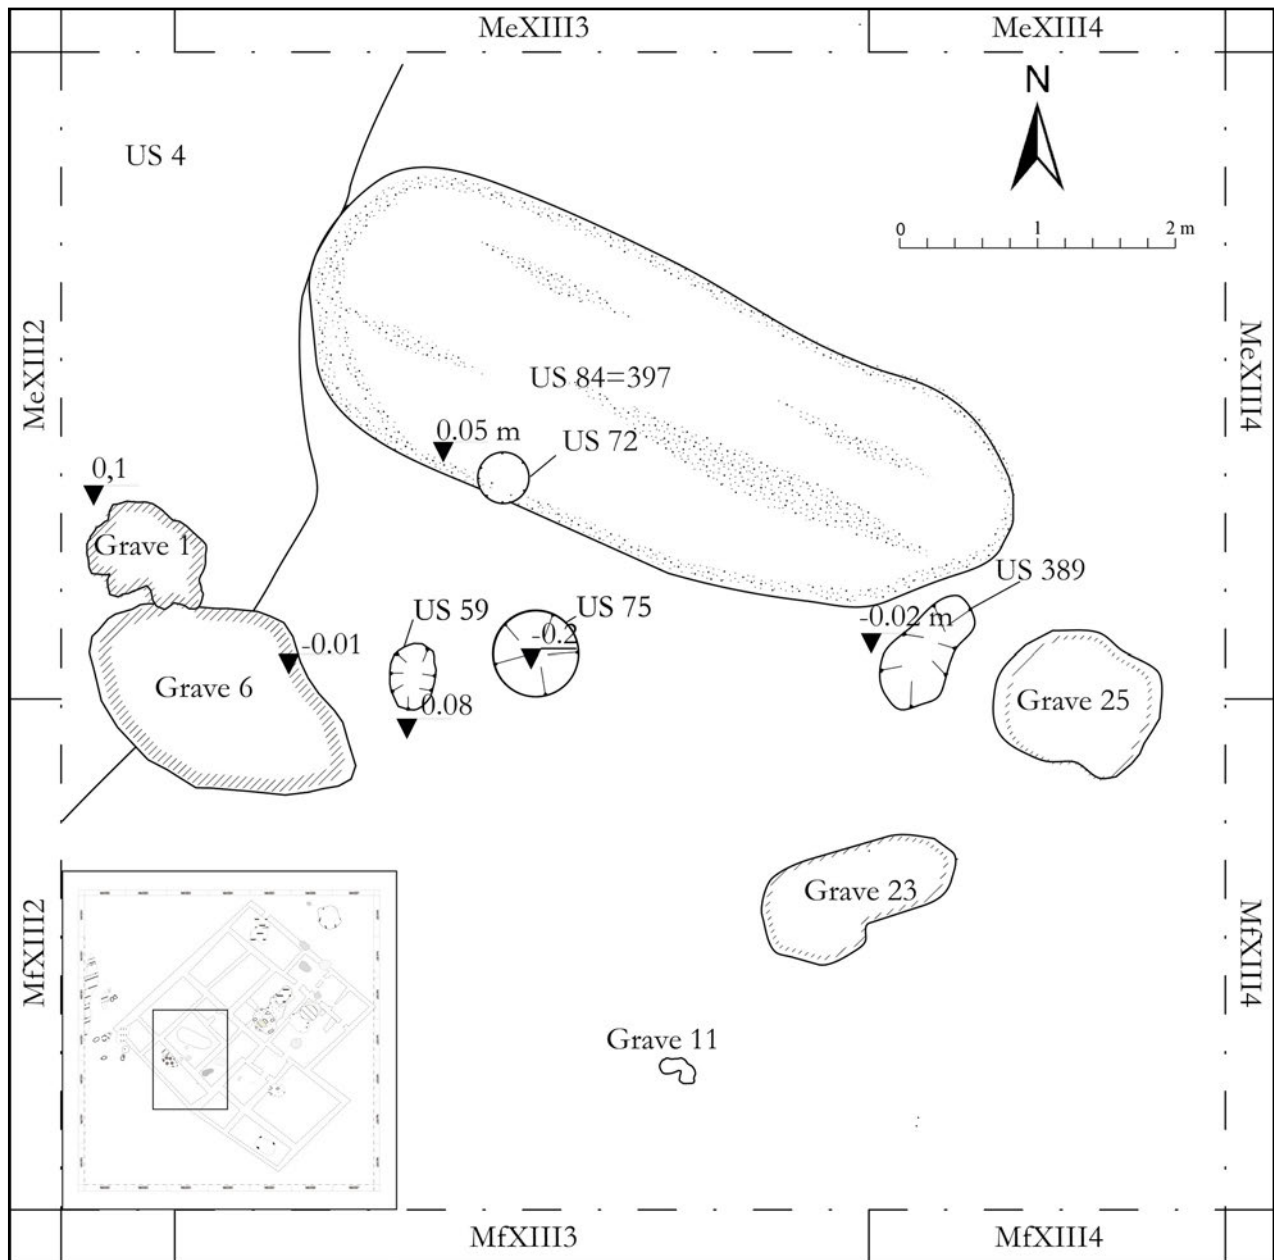 MeXIII3
MeXIII4
N
US 4
0
1
2 m
MeXIII2
MeXIII4
US 84=397
0.05 m
US 72
0,1
Grave 1
US 389
US 59
US 75
-0.02 m
-0.01
-0.2
Grave 6
Grave 25
0.08
Grave 23
MfXIII2
MfXIII4
Grave 11
MfXIII3
MfXIII4